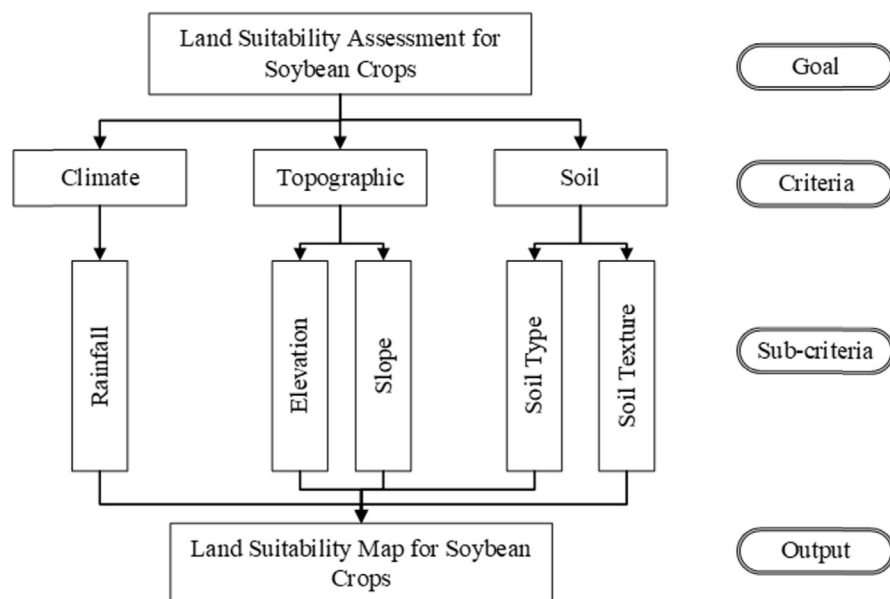 Land Suitability Assessment for
Soybean Crops
Goal
Climate
Topographic
Soil
Criteria
Rainfall
Elevation
Slope
Soil Type
Soil Texture
Sub-criteria
Land Suitability Map for Soybean
Crops
Output